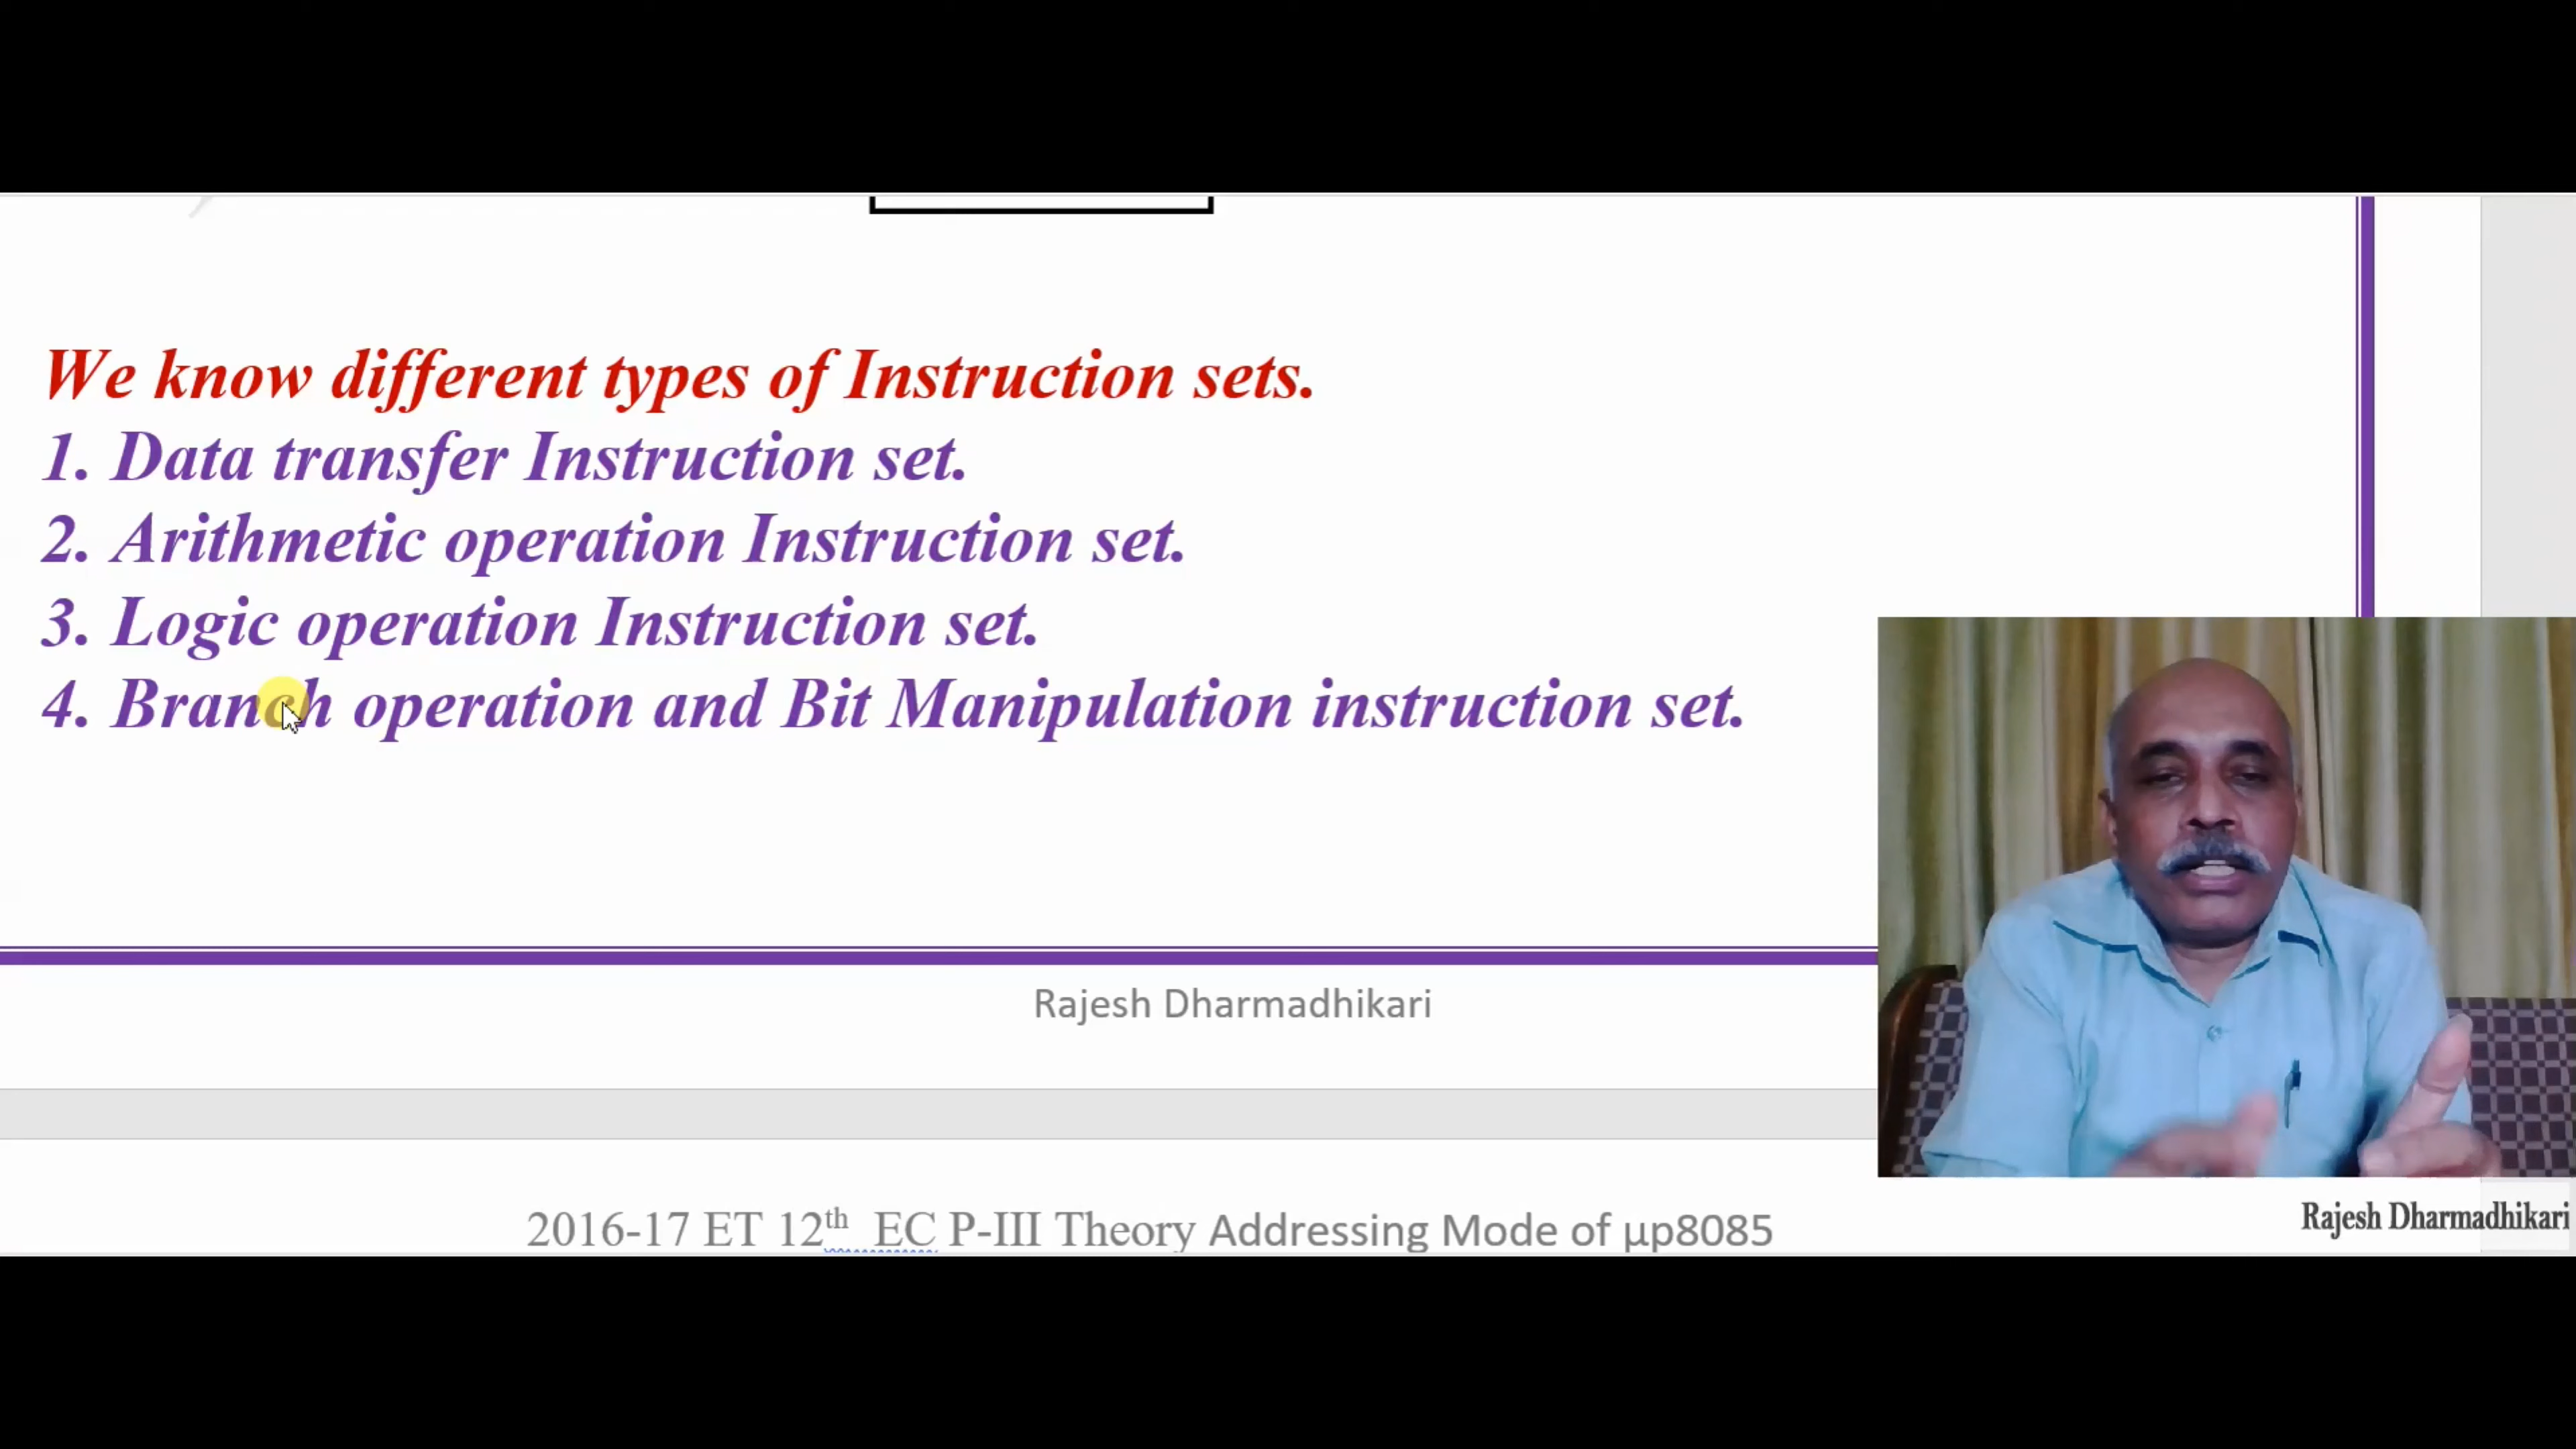 We know different types of Instruction sets.
1. Data transfer Instruction set.
2. Arithmetic operation Instruction set.
3. Logic operation Instruction set.
4. Branch operation and Bit Manipulation instruction set.
Rajesh Dharmadhikari
Rajesh Dharmadhikari
2016-17 ET 12th EC P-III Theory Addressing Mode of µp8085